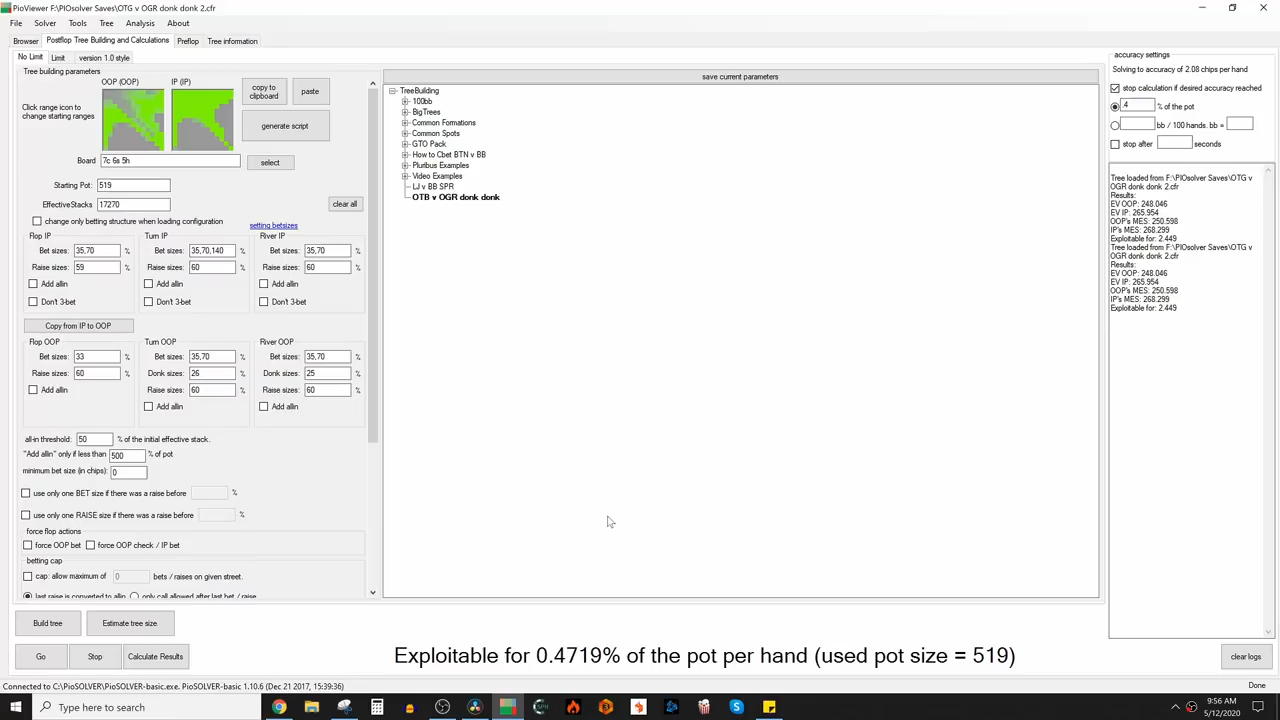 PioViewer F:\PIOsolver Saves\OTG v OGR donk donk 2.cfr
File Solver Tools Tree Analysis About
Browser Postflop Tree Building and Calculations Preflop Tree information
No Limit Limit version 1.0 style
Tree building parameters
OOP (OOP) IP (IP)
Click range icon to
change starting ranges
copy to
clipboard
paste
generate script
Board 7c 6s 5h select
Starting Pot: 519
EffectiveStacks 17270 clear all
change only betting structure when loading configuration
setting betsizes
Flop IP Turn IP River IP
Bet sizes: 35,70 % Bet sizes: 35,70,140 % Bet sizes: 35,70 %
Raise sizes: 59 % Raise sizes: 60 % Raise sizes: 60 %
Add allin Add allin Add allin
Don't 3-bet Don't 3-bet Don't 3-bet
Copy from IP to OOP
Flop OOP Turn OOP River OOP
Bet sizes: 33 % Bet sizes: 35,70 % Bet sizes: 35,70 %
Raise sizes: 60 % Donk sizes: 26 % Donk sizes: 25 %
Add allin Raise sizes: 60 % Raise sizes: 60 %
Add allin Add allin
all-in threshold: 50 % of the initial effective stack.
"Add allin" only if less than 500 % of pot
minimum bet size (in chips): 0
use only one BET size if there was a raise before %
use only one RAISE size if there was a raise before %
force flop actions
force OOP bet force OOP check / IP bet
betting cap
cap: allow maximum of 0 bets / raises on given street.
last raise is converted to allin only call allowed after last bet / raise
Build tree Estimate tree size
Go Stop Calculate Results
save current parameters
TreeBuilding
100bb
BigTrees
Common Formations
Common Spots
GTO Pack
How to Cbet BTN v BB
Pluribus Examples
Video Examples
LJ v BB SPR
OTB v OGR donk donk
accuracy settings
Solving to accuracy of 2.08 chips per hand
stop calculation if desired accuracy reached
.4 % of the pot
bb / 100 hands. bb =
stop after seconds
Tree loaded from F:\PIOsolver Saves\OTG v
OGR donk donk 2.cfr
Results:
EV OOP: 248.046
EV IP: 265.954
OOP's MES: 250.598
IP's MES: 268.299
Exploitable for: 2.449
Tree loaded from F:\PIOsolver Saves\OTG v
OGR donk donk 2.cfr
Results:
EV OOP: 248.046
EV IP: 265.954
OOP's MES: 250.598
IP's MES: 268.299
Exploitable for: 2.449
Exploitable for 0.4719% of the pot per hand (used pot size = 519)
clear logs
Connected to C:\PioSOLVER\PioSOLVER-basic.exe. PioSOLVER-basic 1.10.6 (Dec 21 2017, 15:39:36)
Done
Type here to search
9:56 AM
5/12/2020